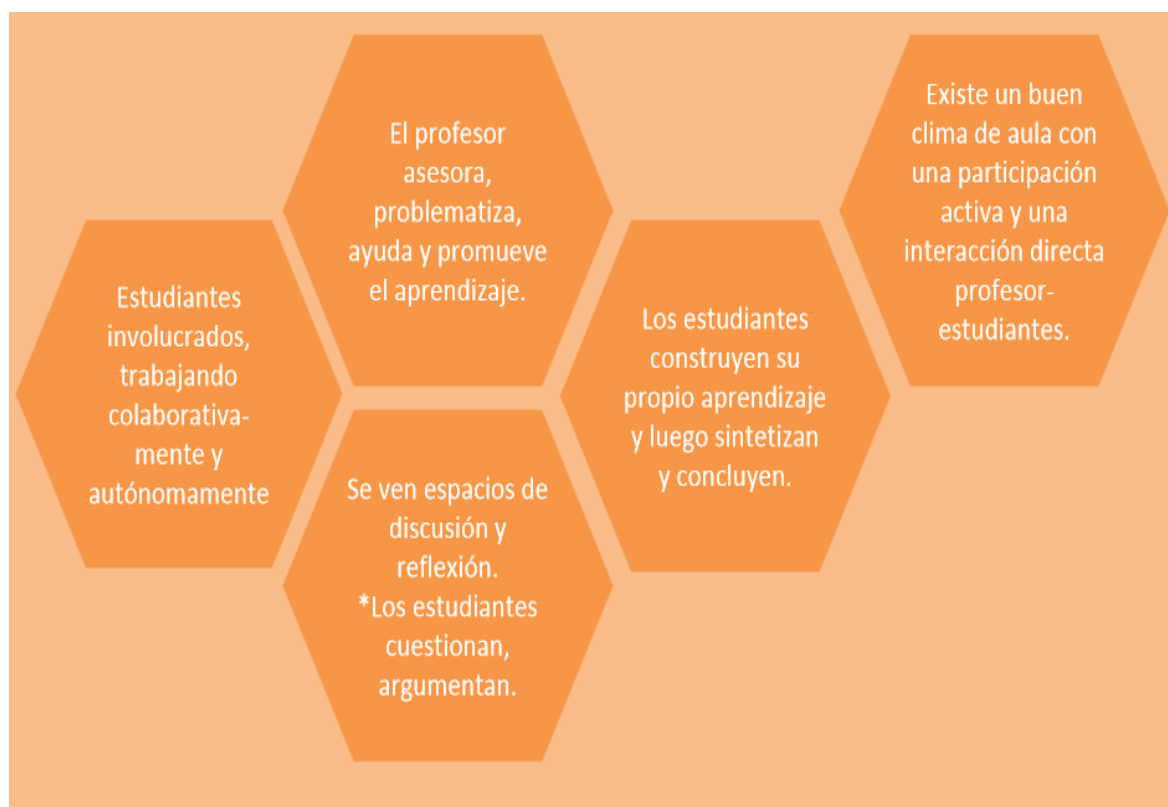 Estudiantes
involucrados,
trabajando
colaborativa-
mente y
autónomamente
El profesor
asesora,
problematiza,
ayuda y promueve
el aprendizaje.
Se ven espacios de
discusión y
reflexión.
*Los estudiantes
cuestionan,
argumentan.
Los estudiantes
construyen su
propio aprendizaje
y luego sintetizan
y concluyen.
Existe un buen
clima de aula con
una participación
activa y una
interacción directa
profesor-
estudiantes.